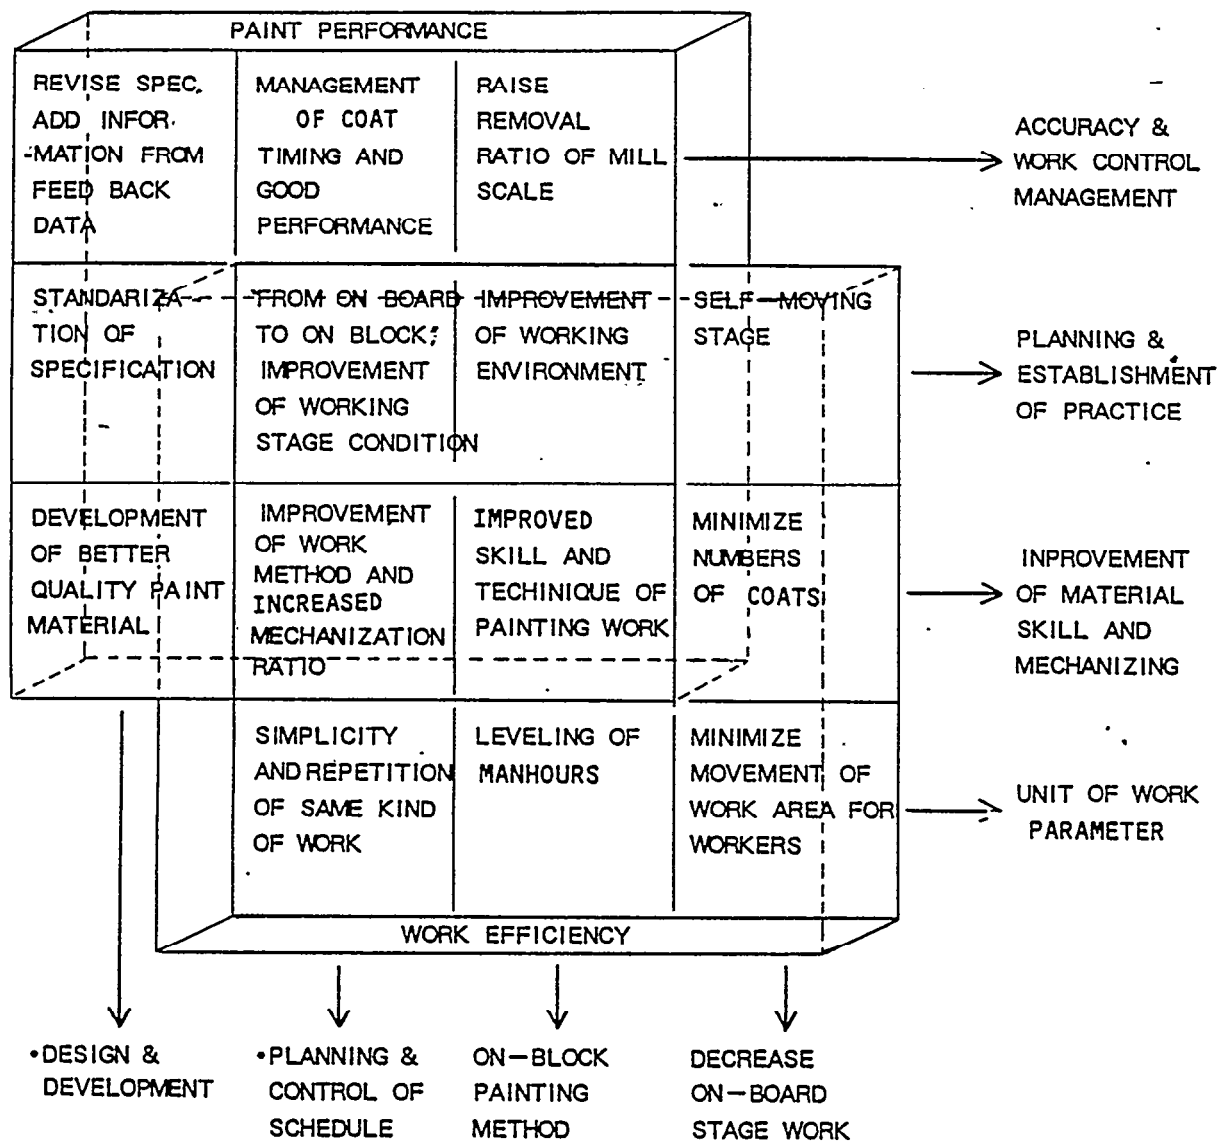 PAINT PERFORMANCE
REVISE SPEC.
ADD INFOR-
-MATION FROM
FEED BACK
DATA
MANAGEMENT
OF COAT
TIMING AND
GOOD
PERFORMANCE
RAISE
REMOVAL
RATIO OF MILL
SCALE
ACCURACY &
WORK CONTROL
MANAGEMENT
STANDARIZA-
TION OF
SPECIFICATION
FROM ON BOARD
TO ON BLOCK;
IMPROVEMENT
OF WORKING
STAGE CONDITION
IMPROVEMENT
OF WORKING
ENVIRONMENT
SELF-MOVING
STAGE
PLANNING &
ESTABLISHMENT
OF PRACTICE
DEVELOPMENT
OF BETTER
QUALITY PAINT
MATERIAL
IMPROVEMENT
OF WORK
METHOD AND
INCREASED
MECHANIZATION
RATIO
IMPROVED
SKILL AND
TECHINIQUE OF
PAINTING WORK
MINIMIZE
NUMBERS
OF COATS
INPROVEMENT
OF MATERIAL
SKILL AND
MECHANIZING
SIMPLICITY
AND REPETITION
OF SAME KIND
OF WORK
LEVELING OF
MANHOURS
MINIMIZE
MOVEMENT OF
WORK AREA FOR
WORKERS
UNIT OF WORK
PARAMETER
WORK EFFICIENCY
•DESIGN &
DEVELOPMENT
•PLANNING &
CONTROL OF
SCHEDULE
ON-BLOCK
PAINTING
METHOD
DECREASE
ON-BOARD
STAGE WORK